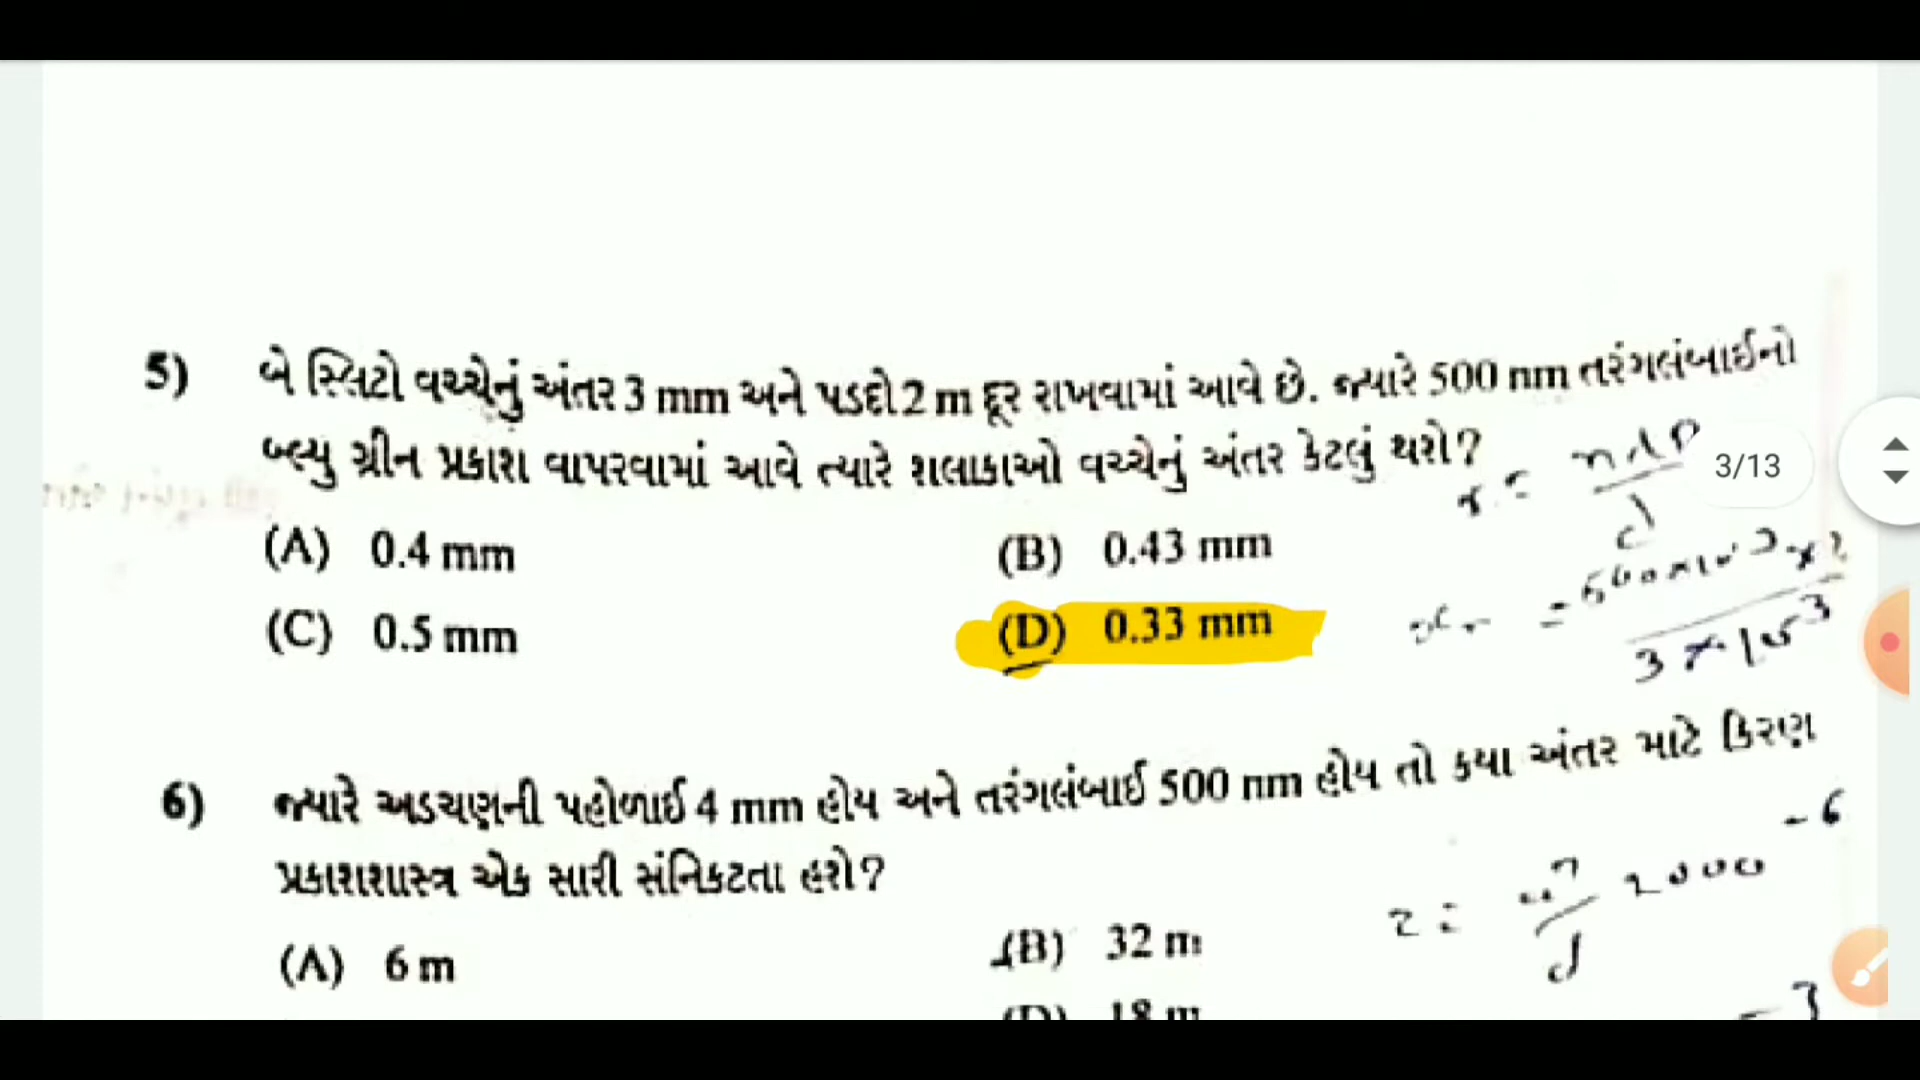 5) બે સ્લિટો વચ્ચેનું અંતર 3 mm અને પડદો 2 m દૂર રાખવામાં આવે છે. જ્યારે 500 nm તરંગલંબાઈનો
બ્લ્યુ ગ્રીન પ્રકાશ વાપરવામાં આવે ત્યારે શલાકાઓ વચ્ચેનું અંતર કેટલું થશે?
3/13
(A) 0.4 mm (B) 0.43 mm
(C) 0.5 mm (D) 0.33 mm
3 × 10
6) જ્યારે અડચણની પહોળાઈ 4 mm હોય અને તરંગલંબાઈ 500 nm હોય તો કયા અંતર માટે કિરણ
પ્રકાશશાસ્ત્ર એક સારી સંનિકટતા હશે?
(A) 6 m (B) 32 m
(D) 18 m